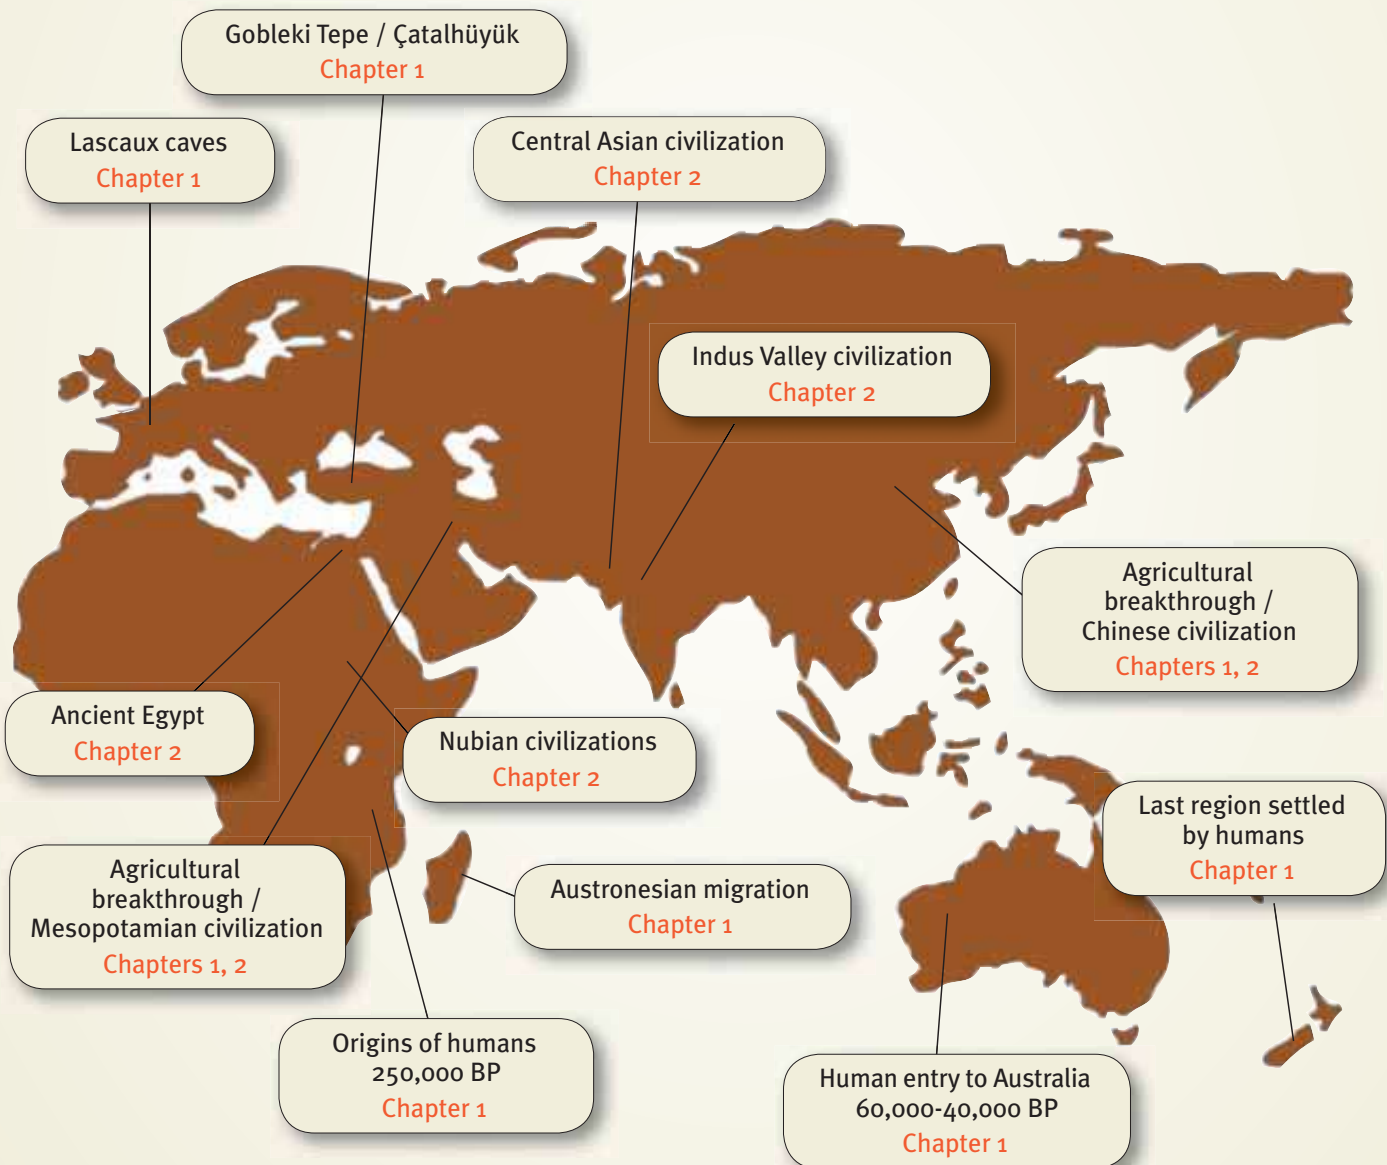 Gobleki Tepe / Çatalhüyük
Chapter 1
Lascaux caves
Chapter 1
Central Asian civilization
Chapter 2
Indus Valley civilization
Chapter 2
Agricultural
breakthrough /
Chinese civilization
Chapters 1, 2
Ancient Egypt
Chapter 2
Nubian civilizations
Chapter 2
Last region settled
by humans
Chapter 1
Agricultural
breakthrough /
Mesopotamian civilization
Chapters 1, 2
Austronesian migration
Chapter 1
Origins of humans
250,000 BP
Chapter 1
Human entry to Australia
60,000-40,000 BP
Chapter 1